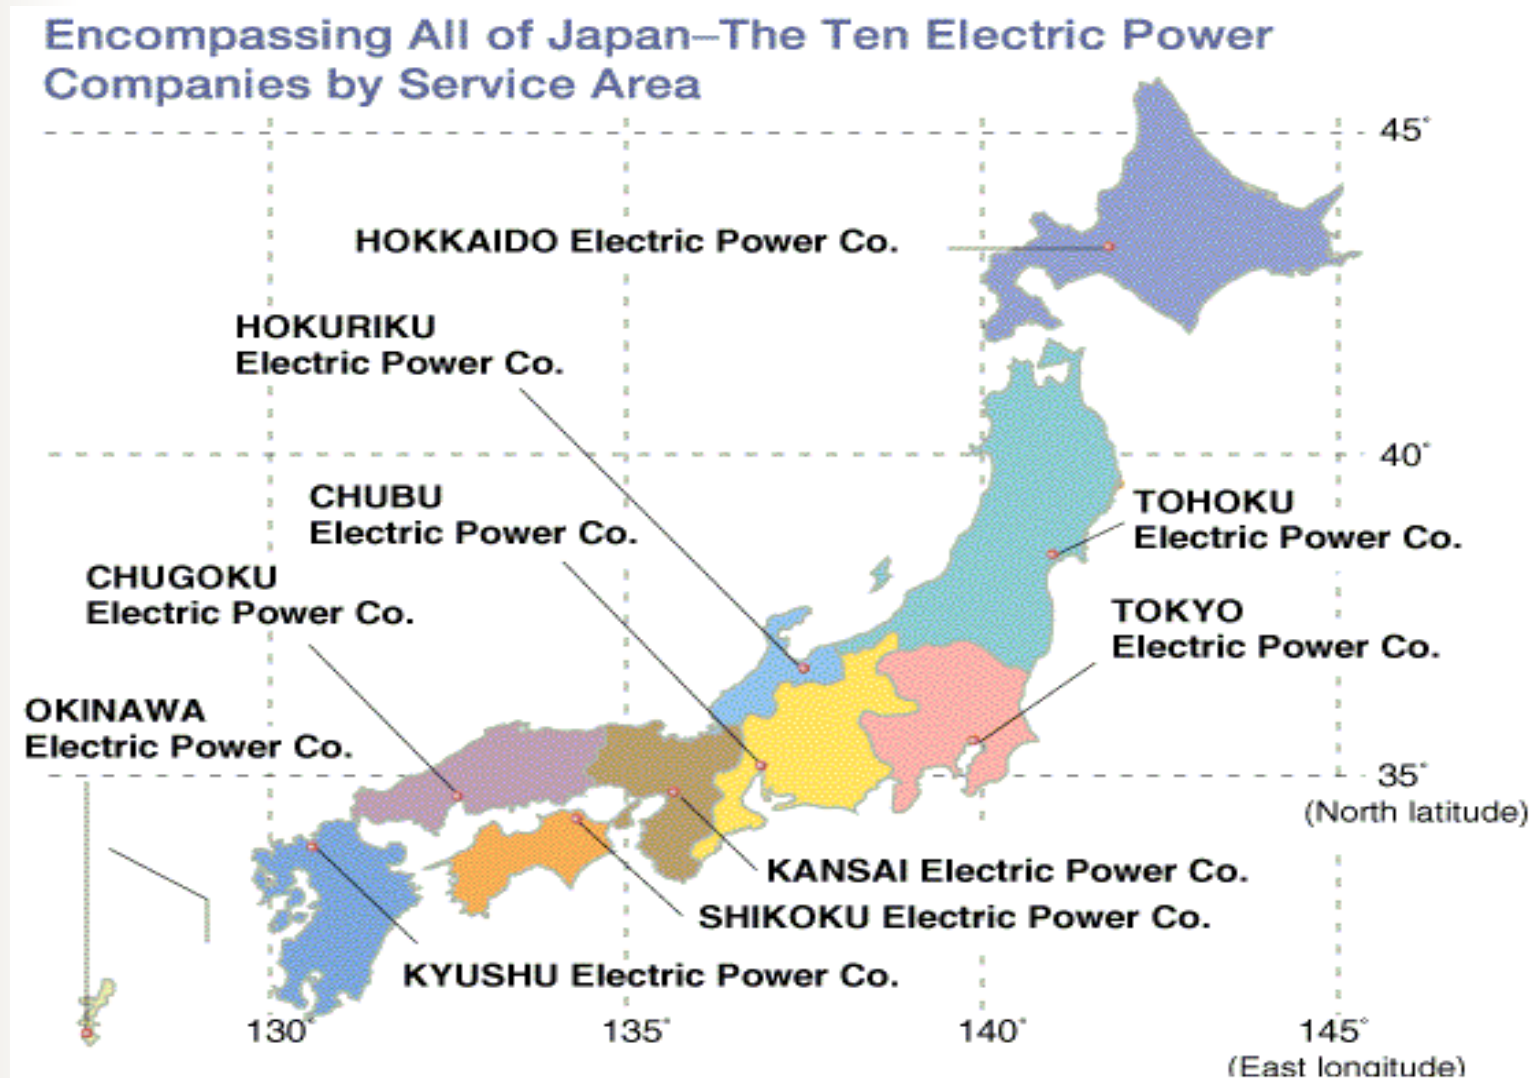 Encompassing All of Japan–The Ten Electric Power
Companies by Service Area
45°
HOKKAIDO Electric Power Co.
HOKURIKU
Electric Power Co.
40°
CHUBU
Electric Power Co.
TOHOKU
Electric Power Co.
CHUGOKU
Electric Power Co.
TOKYO
Electric Power Co.
OKINAWA
Electric Power Co.
35°
(North latitude)
KANSAI Electric Power Co.
SHIKOKU Electric Power Co.
KYUSHU Electric Power Co.
130° 135° 140° 145°
(East longitude)